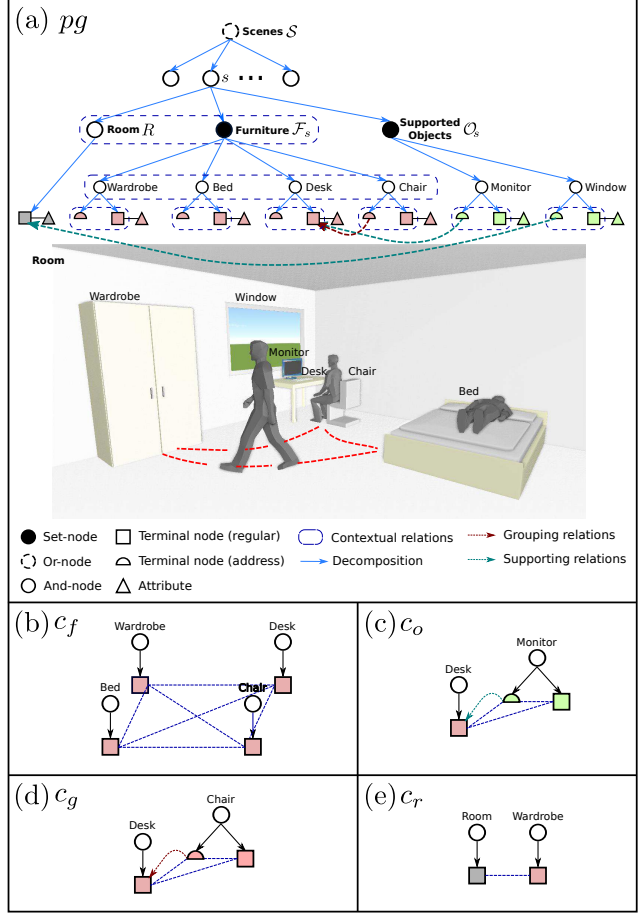 (a) pg
Scenes S
s ...
Room R
Furniture F_s
Supported
Objects O_s
Wardrobe
Bed
Desk
Chair
Monitor
Window
Room
Wardrobe
Window
Monitor
Desk
Chair
Bed
Set-node
Terminal node (regular)
Contextual relations
Grouping relations
Or-node
Terminal node (address)
Decomposition
Supporting relations
And-node
Attribute
(b) c_f
Wardrobe
Desk
Bed
Chair
(c) c_o
Monitor
Desk
(d) c_g
Chair
Desk
(e) c_r
Room
Wardrobe